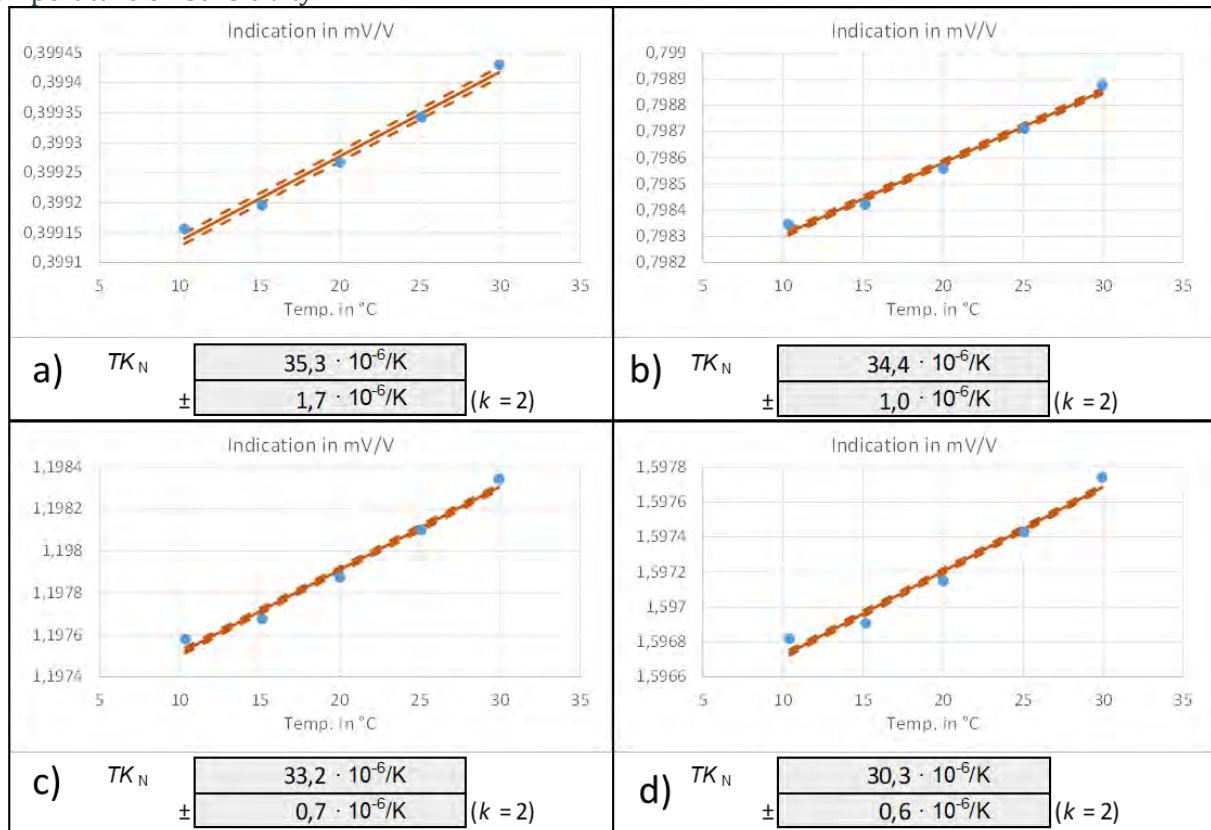 Indication in mV/V
0,39945
0,3994
0,39935
0,3993
0,39925
0,3992
0,39915
0,3991
5 10 15 20 25 30 35
Temp. in °C
a) TK N 35,3 · 10-6/K
± 1,7 · 10-6/K (k = 2)
Indication in mV/V
0,799
0,7989
0,7988
0,7987
0,7986
0,7985
0,7984
0,7983
0,7982
5 10 15 20 25 30 35
Temp. in °C
b) TK N 34,4 · 10-6/K
± 1,0 · 10-6/K (k = 2)
Indication in mV/V
1,1984
1,1982
1,198
1,1978
1,1976
1,1974
5 10 15 20 25 30 35
Temp. in °C
c) TK N 33,2 · 10-6/K
± 0,7 · 10-6/K (k = 2)
Indication in mV/V
1,5978
1,5976
1,5974
1,5972
1,597
1,5968
1,5966
5 10 15 20 25 30 35
Temp. in °C
d) TK N 30,3 · 10-6/K
± 0,6 · 10-6/K (k = 2)